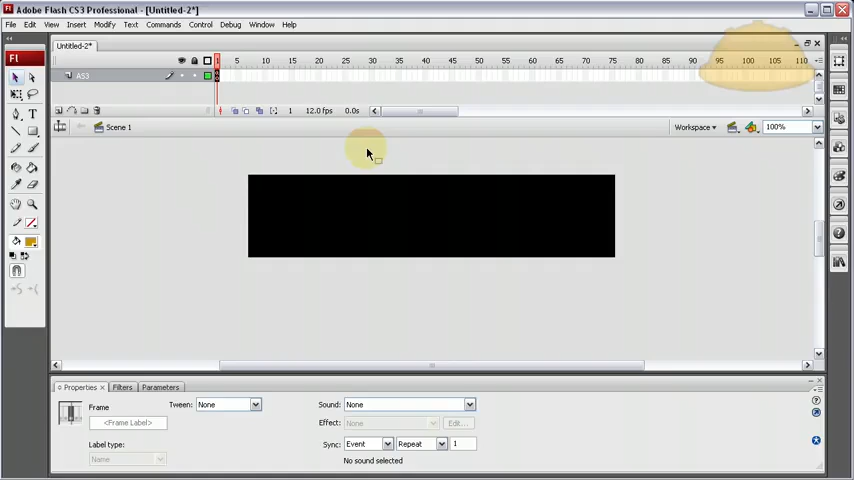 Adobe Flash CS3 Professional - [Untitled-2*]
File Edit View Insert Modify Text Commands Control Debug Window Help
Untitled-2*
Fl
1 5 10 15 20 25 30 35 40 45 50 55 60 65 70 75 80 85 90 95 100 105 110
AS3
1 12.0 fps 0.0s
Scene 1
Workspace
100%
Properties Filters Parameters
Frame
Tween: None
Sound: None
<Frame Label>
Effect: None Edit...
Label type:
Sync: Event Repeat 1
Name
No sound selected